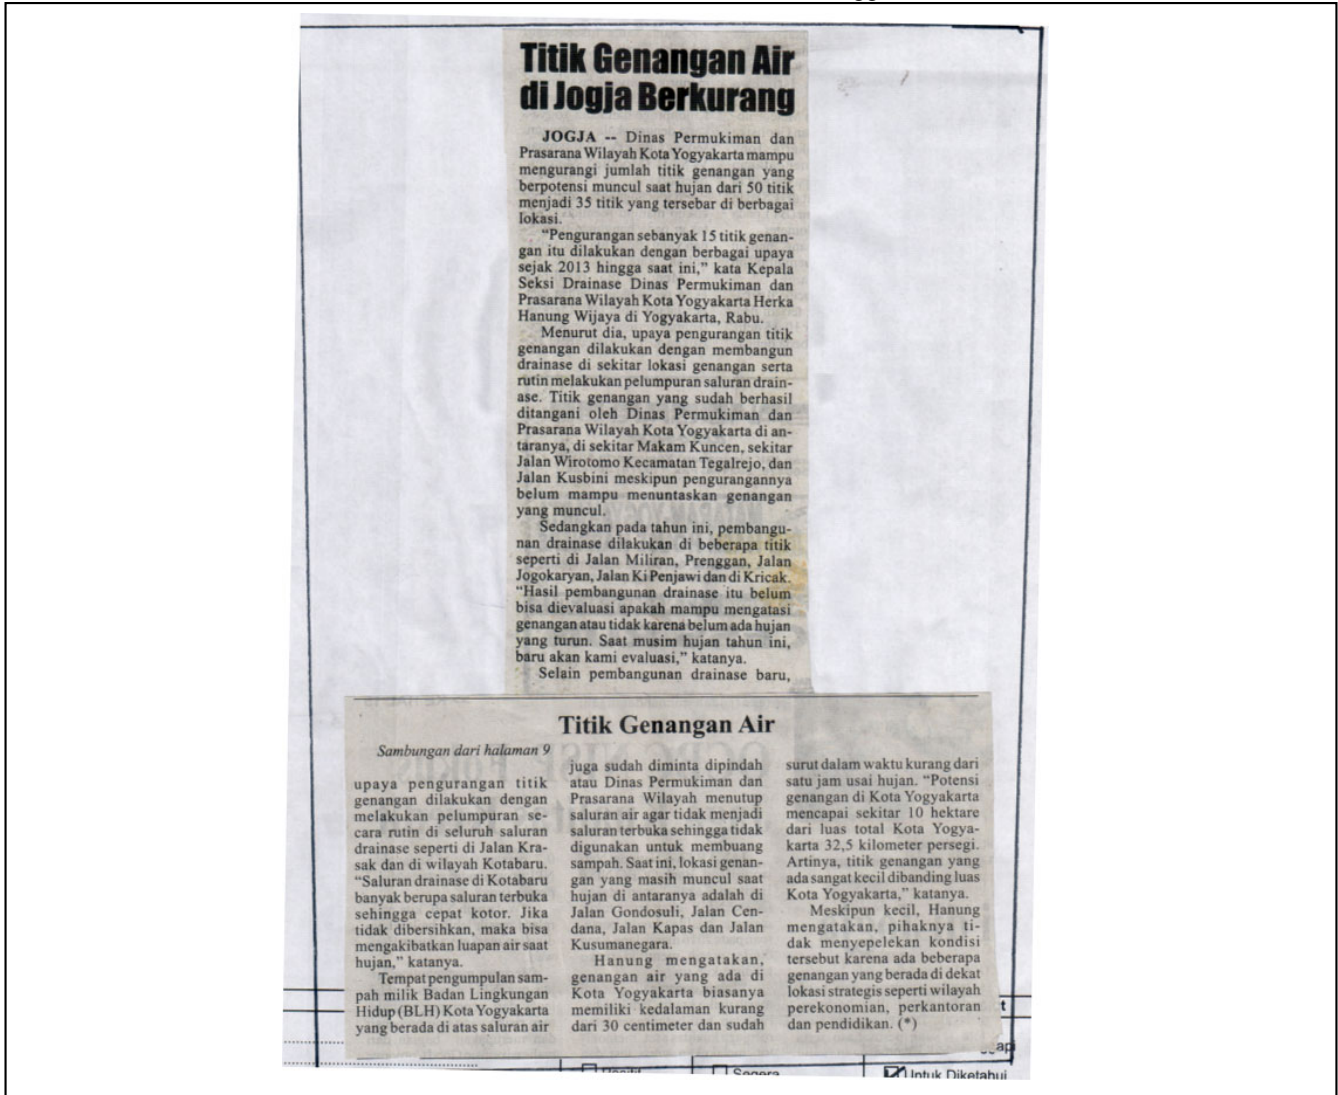 Titik Genangan Air
di Jogja Berkurang
JOGJA -- Dinas Permukiman dan
Prasarana Wilayah Kota Yogyakarta mampu
mengurangi jumlah titik genangan yang
berpotensi muncul saat hujan dari 50 titik
menjadi 35 titik yang tersebar di berbagai
lokasi.
“Pengurangan sebanyak 15 titik genan-
gan itu dilakukan dengan berbagai upaya
sejak 2013 hingga saat ini,” kata Kepala
Seksi Drainase Dinas Permukiman dan
Prasarana Wilayah Kota Yogyakarta Herka
Hanung Wijaya di Yogyakarta, Rabu.
Menurut dia, upaya pengurangan titik
genangan dilakukan dengan membangun
drainase di sekitar lokasi genangan serta
rutin melakukan pelumpuran saluran drain-
ase. Titik genangan yang sudah berhasil
ditangani oleh Dinas Permukiman dan
Prasarana Wilayah Kota Yogyakarta di an-
taranya, di sekitar Makam Kuncen, sekitar
Jalan Wirotomo Kecamatan Tegalrejo, dan
Jalan Kusbini meskipun pengurangannya
belum mampu menuntaskan genangan
yang muncul.
Sedangkan pada tahun ini, pembangu-
nan drainase dilakukan di beberapa titik
seperti di Jalan Miliran, Prenggan, Jalan
Jogokaryan, Jalan Ki Penjawi dan di Kricak.
“Hasil pembangunan drainase itu belum
bisa dievaluasi apakah mampu mengatasi
genangan atau tidak karena belum ada hujan
yang turun. Saat musim hujan tahun ini,
baru akan kami evaluasi,” katanya.
Selain pembangunan drainase baru,
Titik Genangan Air
Sambungan dari halaman 9
upaya pengurangan titik
genangan dilakukan dengan
melakukan pelumpuran se-
cara rutin di seluruh saluran
drainase seperti di Jalan Kra-
sak dan di wilayah Kotabaru.
“Saluran drainase di Kotabaru
banyak berupa saluran terbuka
sehingga cepat kotor. Jika
tidak dibersihkan, maka bisa
mengakibatkan luapan air saat
hujan,” katanya.
Tempat pengumpulan sam-
pah milik Badan Lingkungan
Hidup (BLH) Kota Yogyakarta
yang berada di atas saluran air
juga sudah diminta dipindah
atau Dinas Permukiman dan
Prasarana Wilayah menutup
saluran air agar tidak menjadi
saluran terbuka sehingga tidak
digunakan untuk membuang
sampah. Saat ini, lokasi genan-
gan yang masih muncul saat
hujan di antaranya adalah di
Jalan Gondosuli, Jalan Cen-
dana, Jalan Kapas dan Jalan
Kusumanegara.
Hanung mengatakan,
genangan air yang ada di
Kota Yogyakarta biasanya
memiliki kedalaman kurang
dari 30 centimeter dan sudah
surut dalam waktu kurang dari
satu jam usai hujan. “Potensi
genangan di Kota Yogyakarta
mencapai sekitar 10 hektare
dari luas total Kota Yogya-
karta 32,5 kilometer persegi.
Artinya, titik genangan yang
ada sangat kecil dibanding luas
Kota Yogyakarta,” katanya.
Meskipun kecil, Hanung
mengatakan, pihaknya ti-
dak menyepelekan kondisi
tersebut karena ada beberapa
genangan yang berada di dekat
lokasi strategis seperti wilayah
perekonomian, perkantoran
dan pendidikan. (*)
Untuk Diketahui